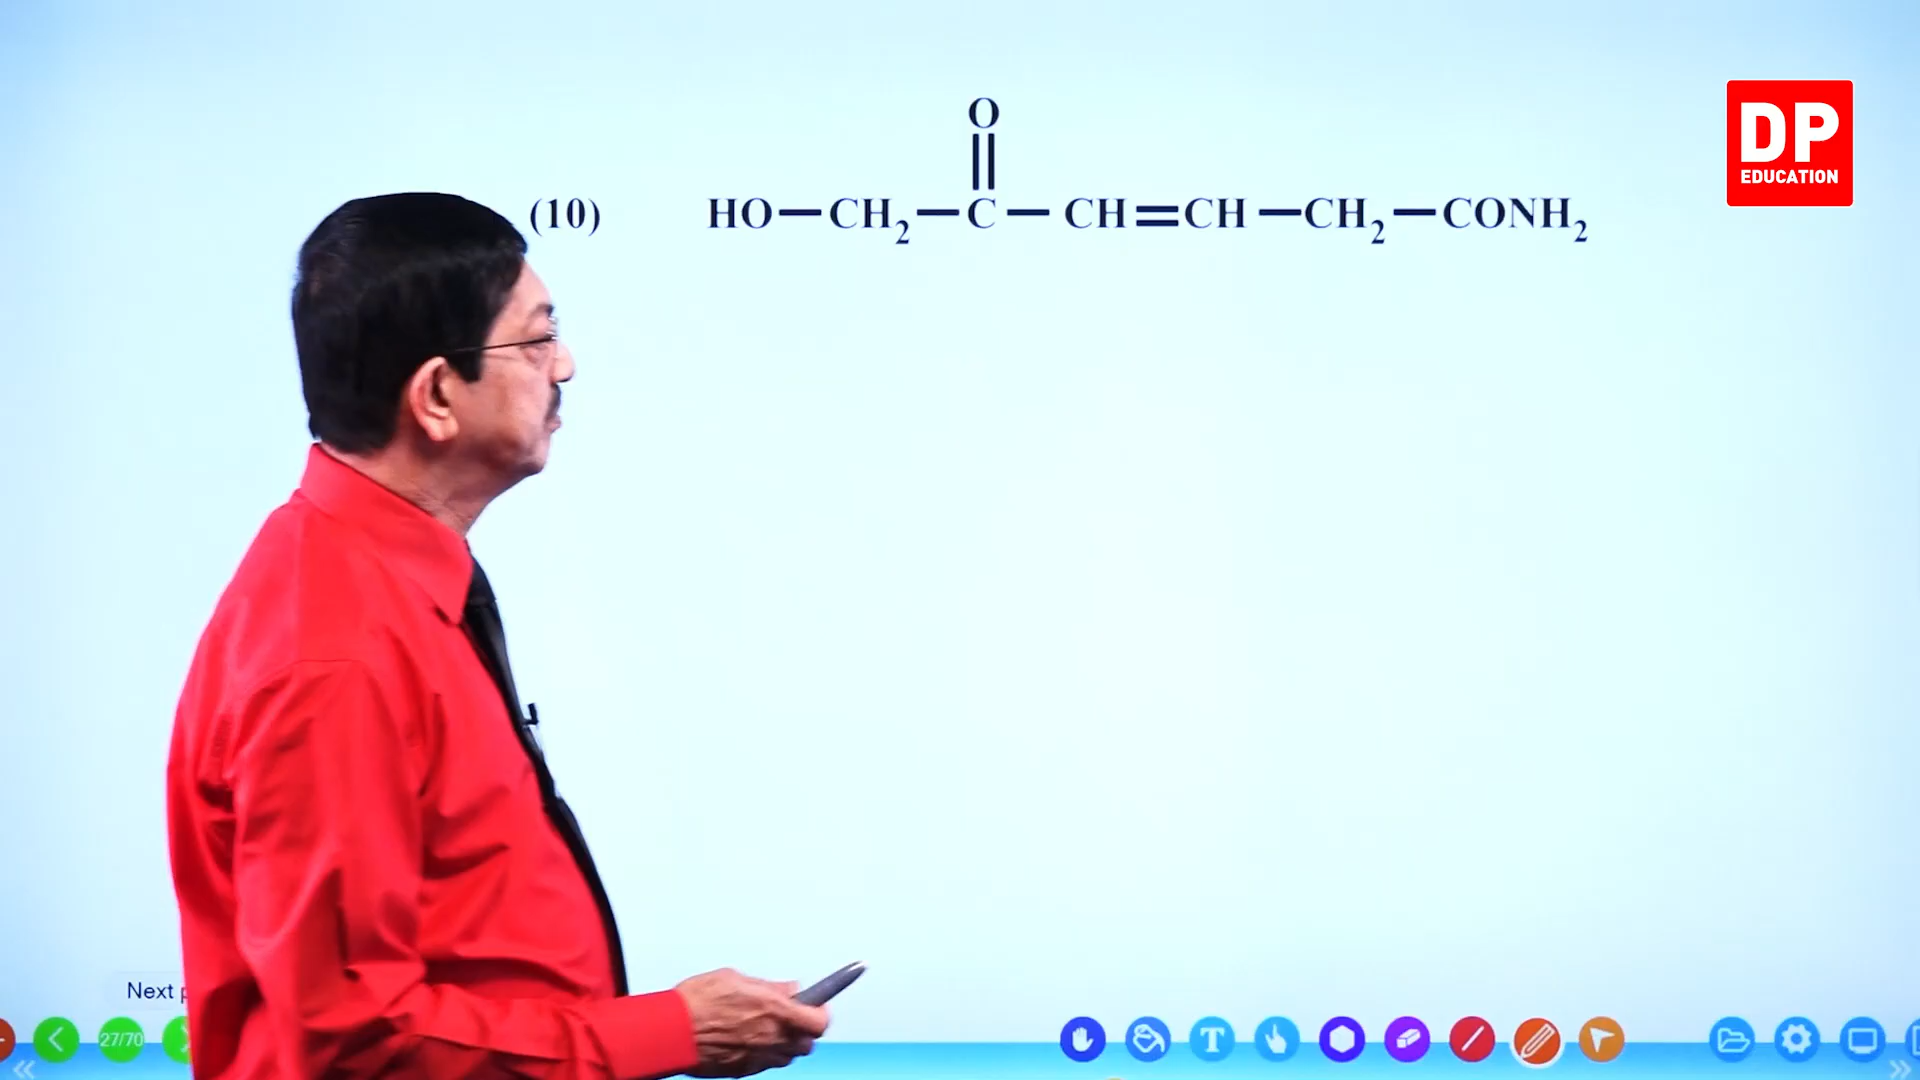 O
(10) HO—CH₂—C—CH=CH—CH₂—CONH₂
DP
EDUCATION
Next
27/70
T